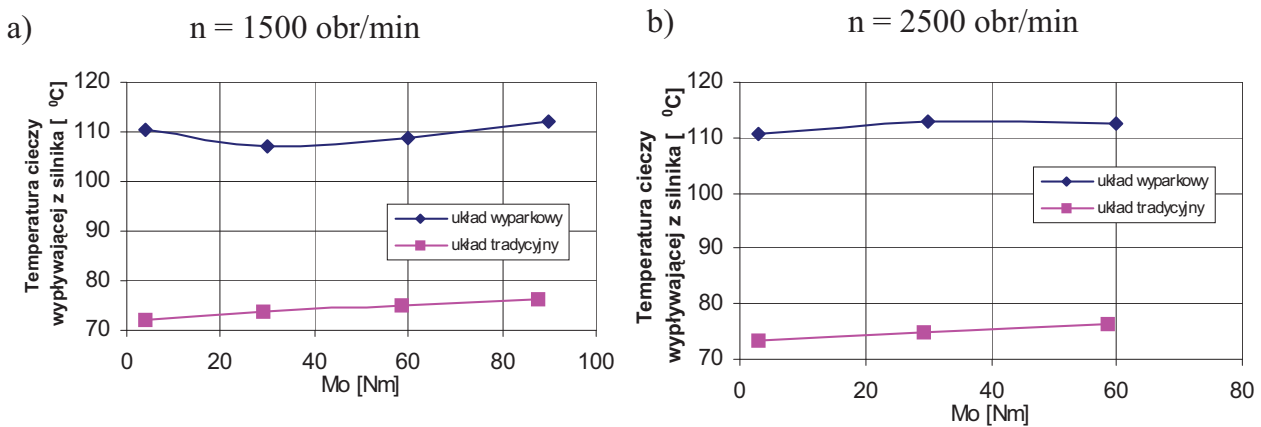 a)
n = 1500 obr/min
Temperatura cieczy
wypływającej z silnika [ ⁰C]
120
110
100
90
80
70
0
20
40
60
80
100
Mo [Nm]
układ wyparkowy
układ tradycyjny
b)
n = 2500 obr/min
Temperatura cieczy
wypływającej z silnika [ ⁰C]
120
110
100
90
80
70
0
20
40
60
80
Mo [Nm]
układ wyparkowy
układ tradycyjny